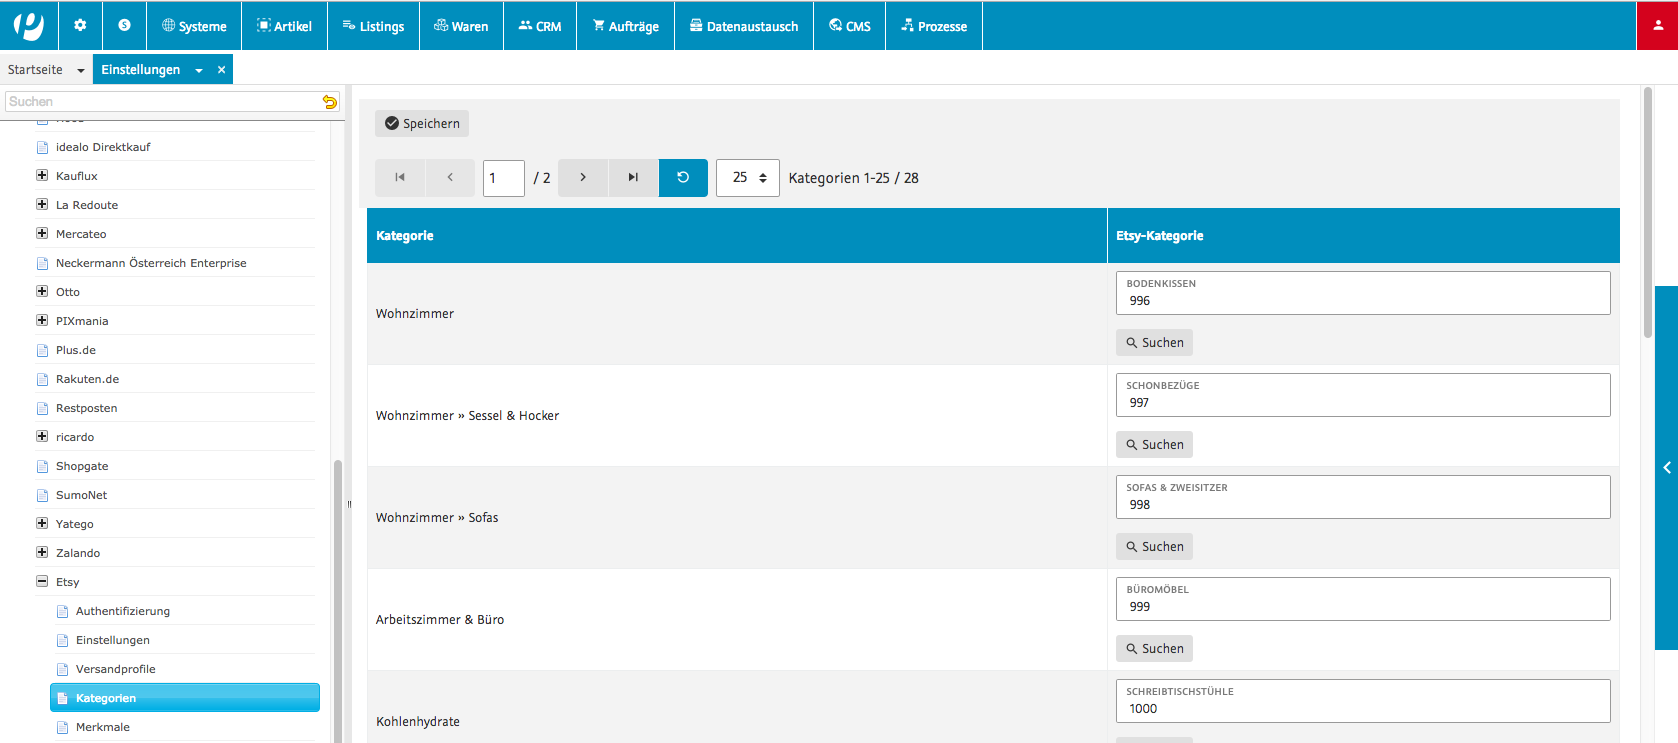 Systeme
Artikel
Listings
Waren
CRM
Aufträge
Datenaustausch
CMS
Prozesse
Startseite
Einstellungen
Suchen
idealo Direktkauf
Kauflux
La Redoute
Mercateo
Neckermann Österreich Enterprise
Otto
PIXmania
Plus.de
Rakuten.de
Restposten
ricardo
Shopgate
SumoNet
Yatego
Zalando
Etsy
Authentifizierung
Einstellungen
Versandprofile
Kategorien
Merkmale
Speichern
1 / 2 25 Kategorien 1-25 / 28
Kategorie Etsy-Kategorie
BODENKISSEN
996
Wohnzimmer
Suchen
SCHONBEZÜGE
997
Wohnzimmer » Sessel & Hocker
Suchen
SOFAS & ZWEISITZER
998
Wohnzimmer » Sofas
Suchen
BÜROMÖBEL
999
Arbeitszimmer & Büro
Suchen
SCHREIBTISCHSTÜHLE
1000
Kohlenhydrate